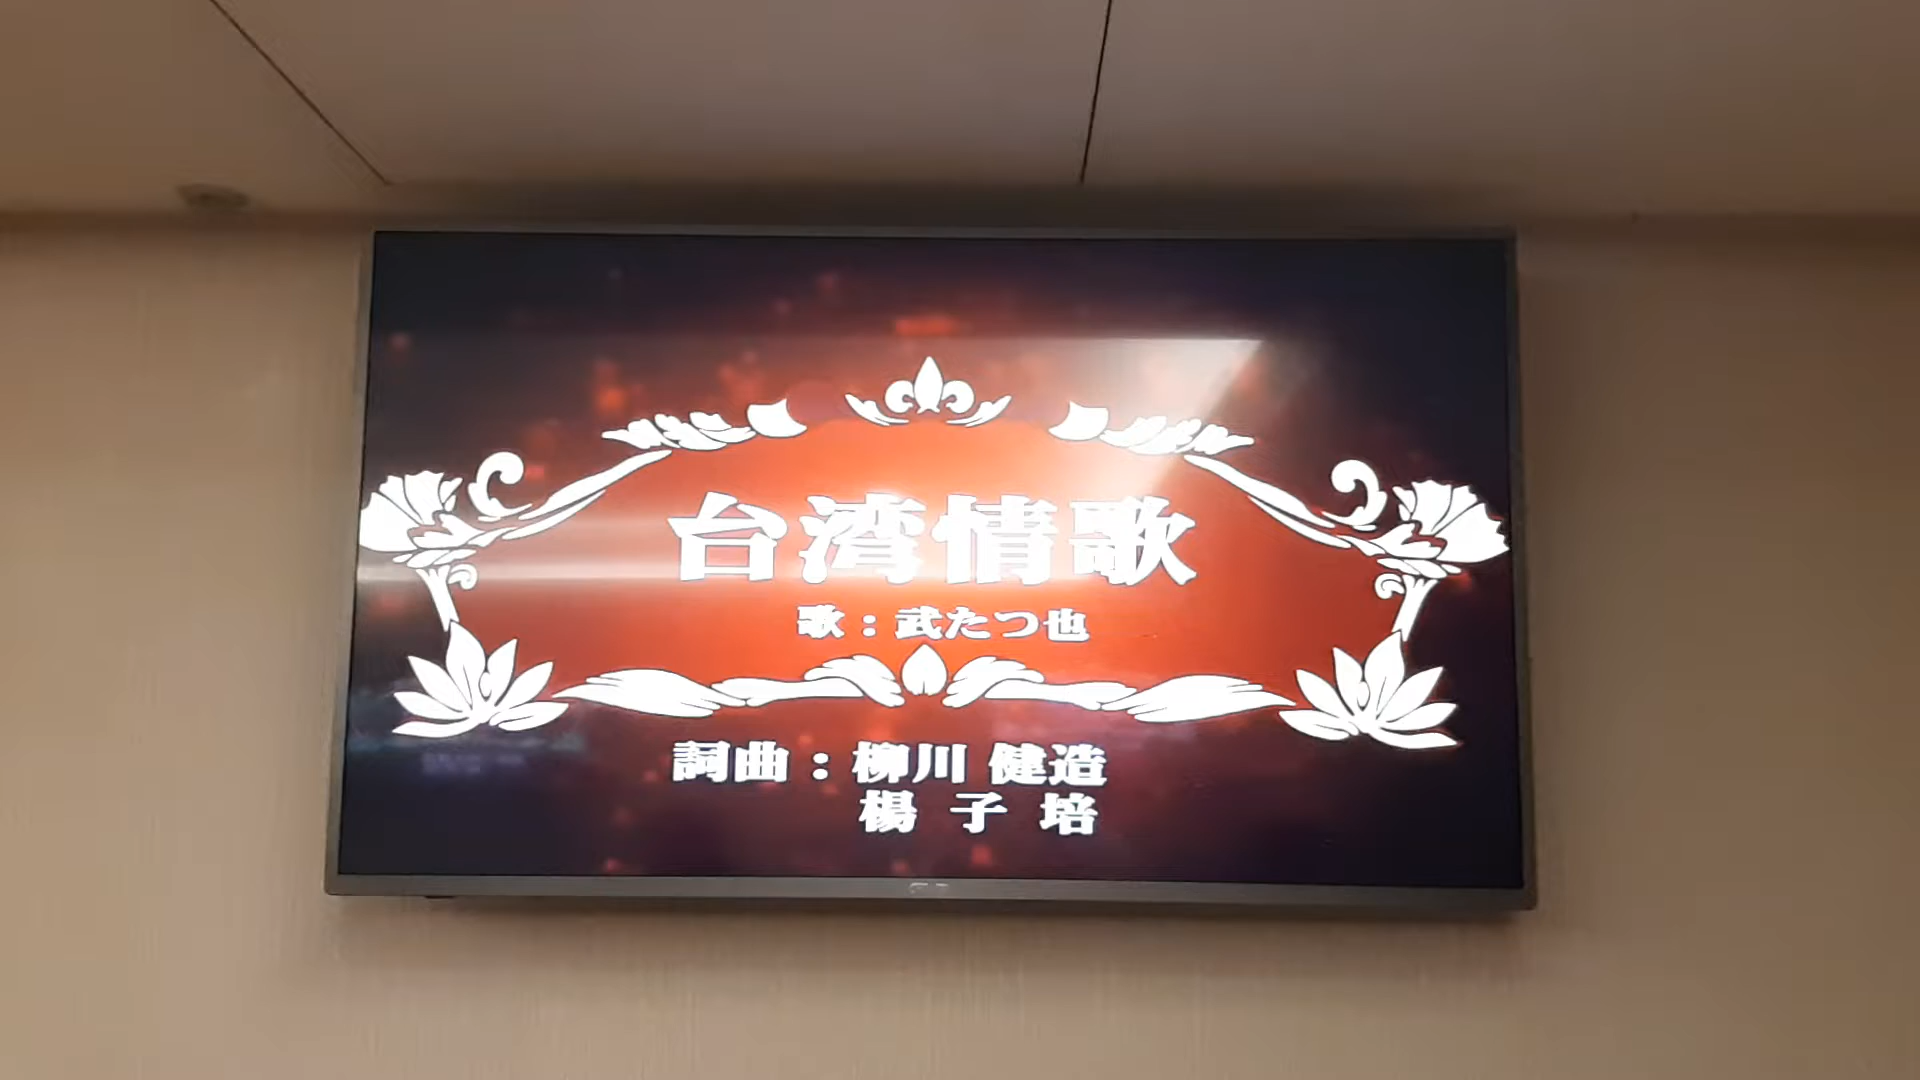 台湾情歌
歌：武たつ也
詞曲：柳川 健造
楊 子 培